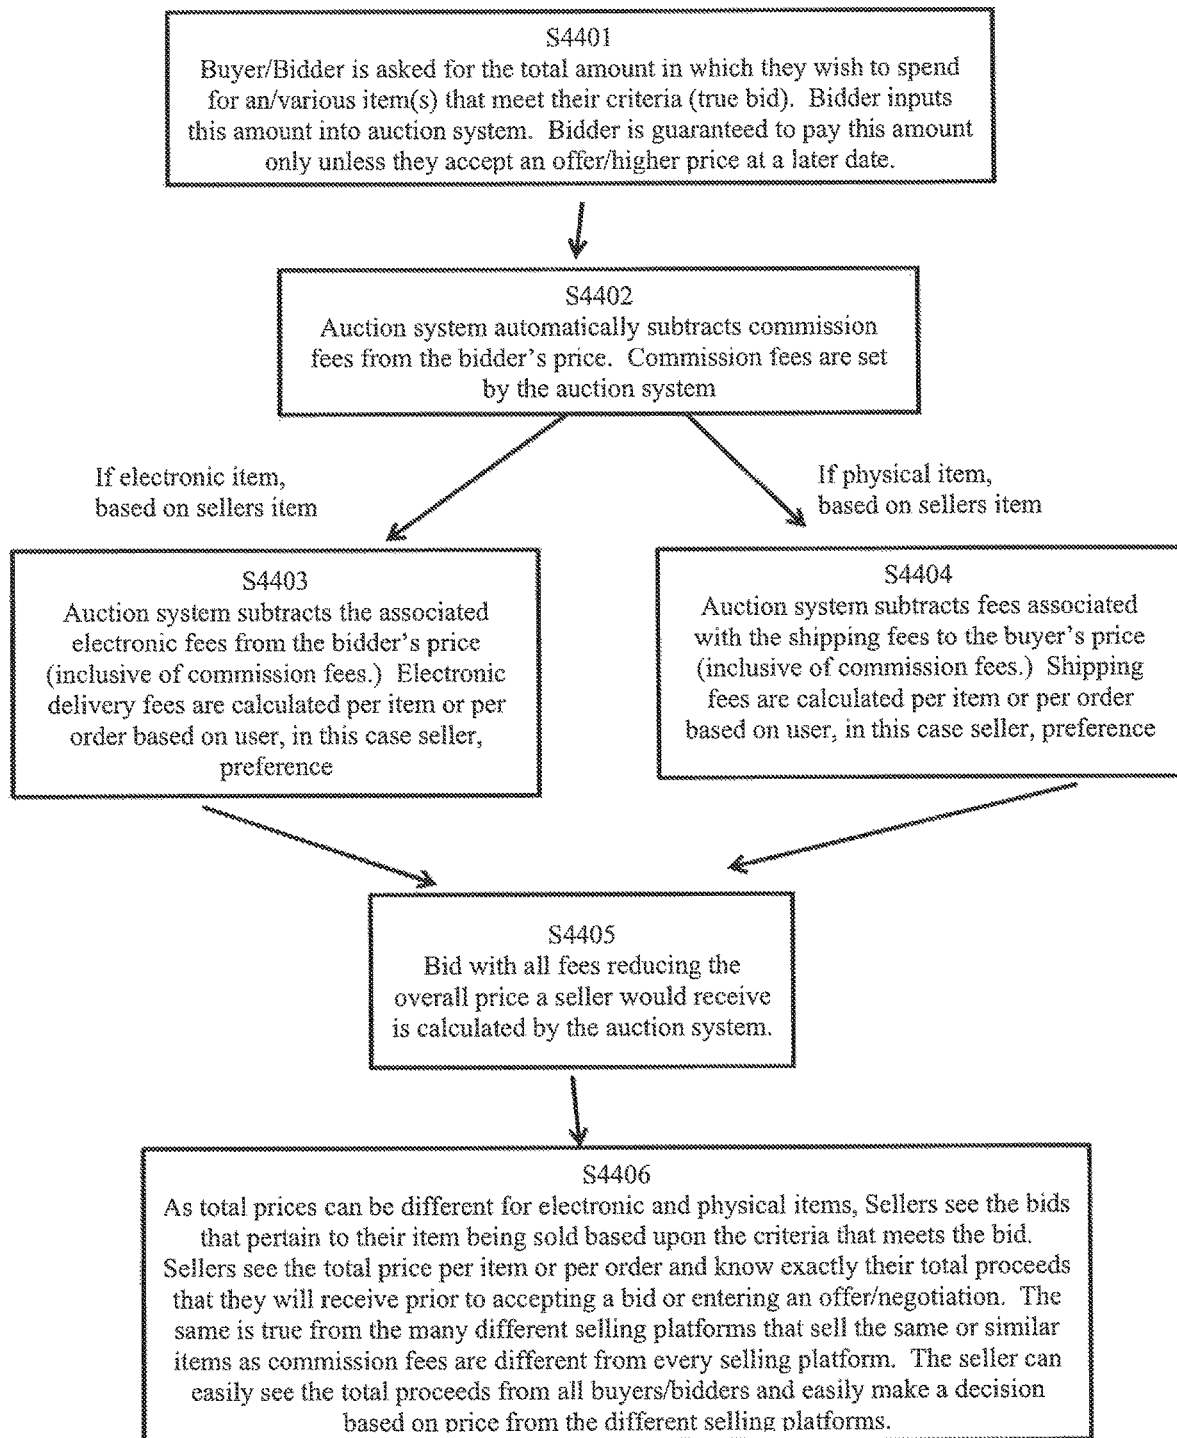 S4401
Buyer/Bidder is asked for the total amount in which they wish to spend
for an/various item(s) that meet their criteria (true bid).  Bidder inputs
this amount into auction system.  Bidder is guaranteed to pay this amount
only unless they accept an offer/higher price at a later date.
S4402
Auction system automatically subtracts commission
fees from the bidder's price.  Commission fees are set
by the auction system
If electronic item,
based on sellers item
If physical item,
based on sellers item
S4403
Auction system subtracts the associated
electronic fees from the bidder's price
(inclusive of commission fees.)  Electronic
delivery fees are calculated per item or per
order based on user, in this case seller,
preference
S4404
Auction system subtracts fees associated
with the shipping fees to the buyer's price
(inclusive of commission fees.)  Shipping
fees are calculated per item or per order
based on user, in this case seller, preference
S4405
Bid with all fees reducing the
overall price a seller would receive
is calculated by the auction system.
S4406
As total prices can be different for electronic and physical items, Sellers see the bids
that pertain to their item being sold based upon the criteria that meets the bid.
Sellers see the total price per item or per order and know exactly their total proceeds
that they will receive prior to accepting a bid or entering an offer/negotiation.  The
same is true from the many different selling platforms that sell the same or similar
items as commission fees are different from every selling platform.  The seller can
easily see the total proceeds from all buyers/bidders and easily make a decision
based on price from the different selling platforms.